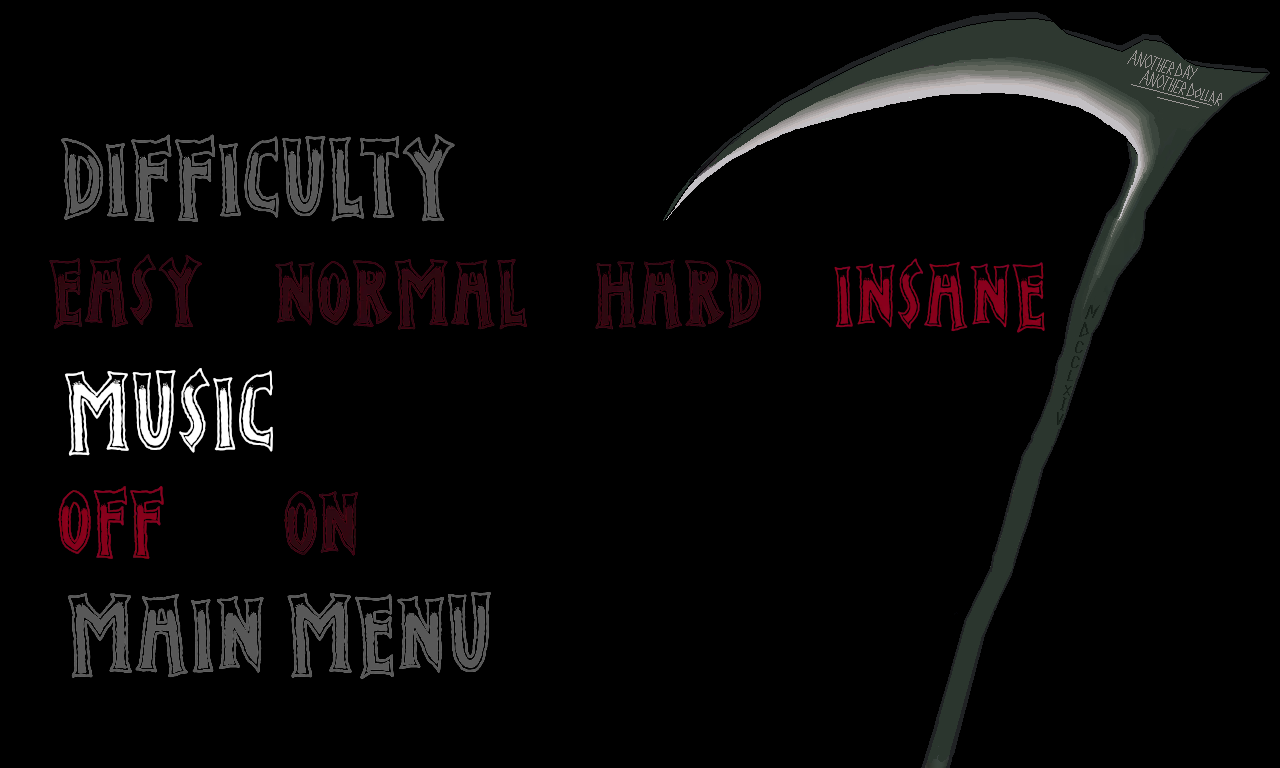 ANOTHER DAY
ANOTHER DOLLAR
DIFFICULTY
EASY NORMAL HARD INSANE
MUSIC
OFF ON
MAIN MENU